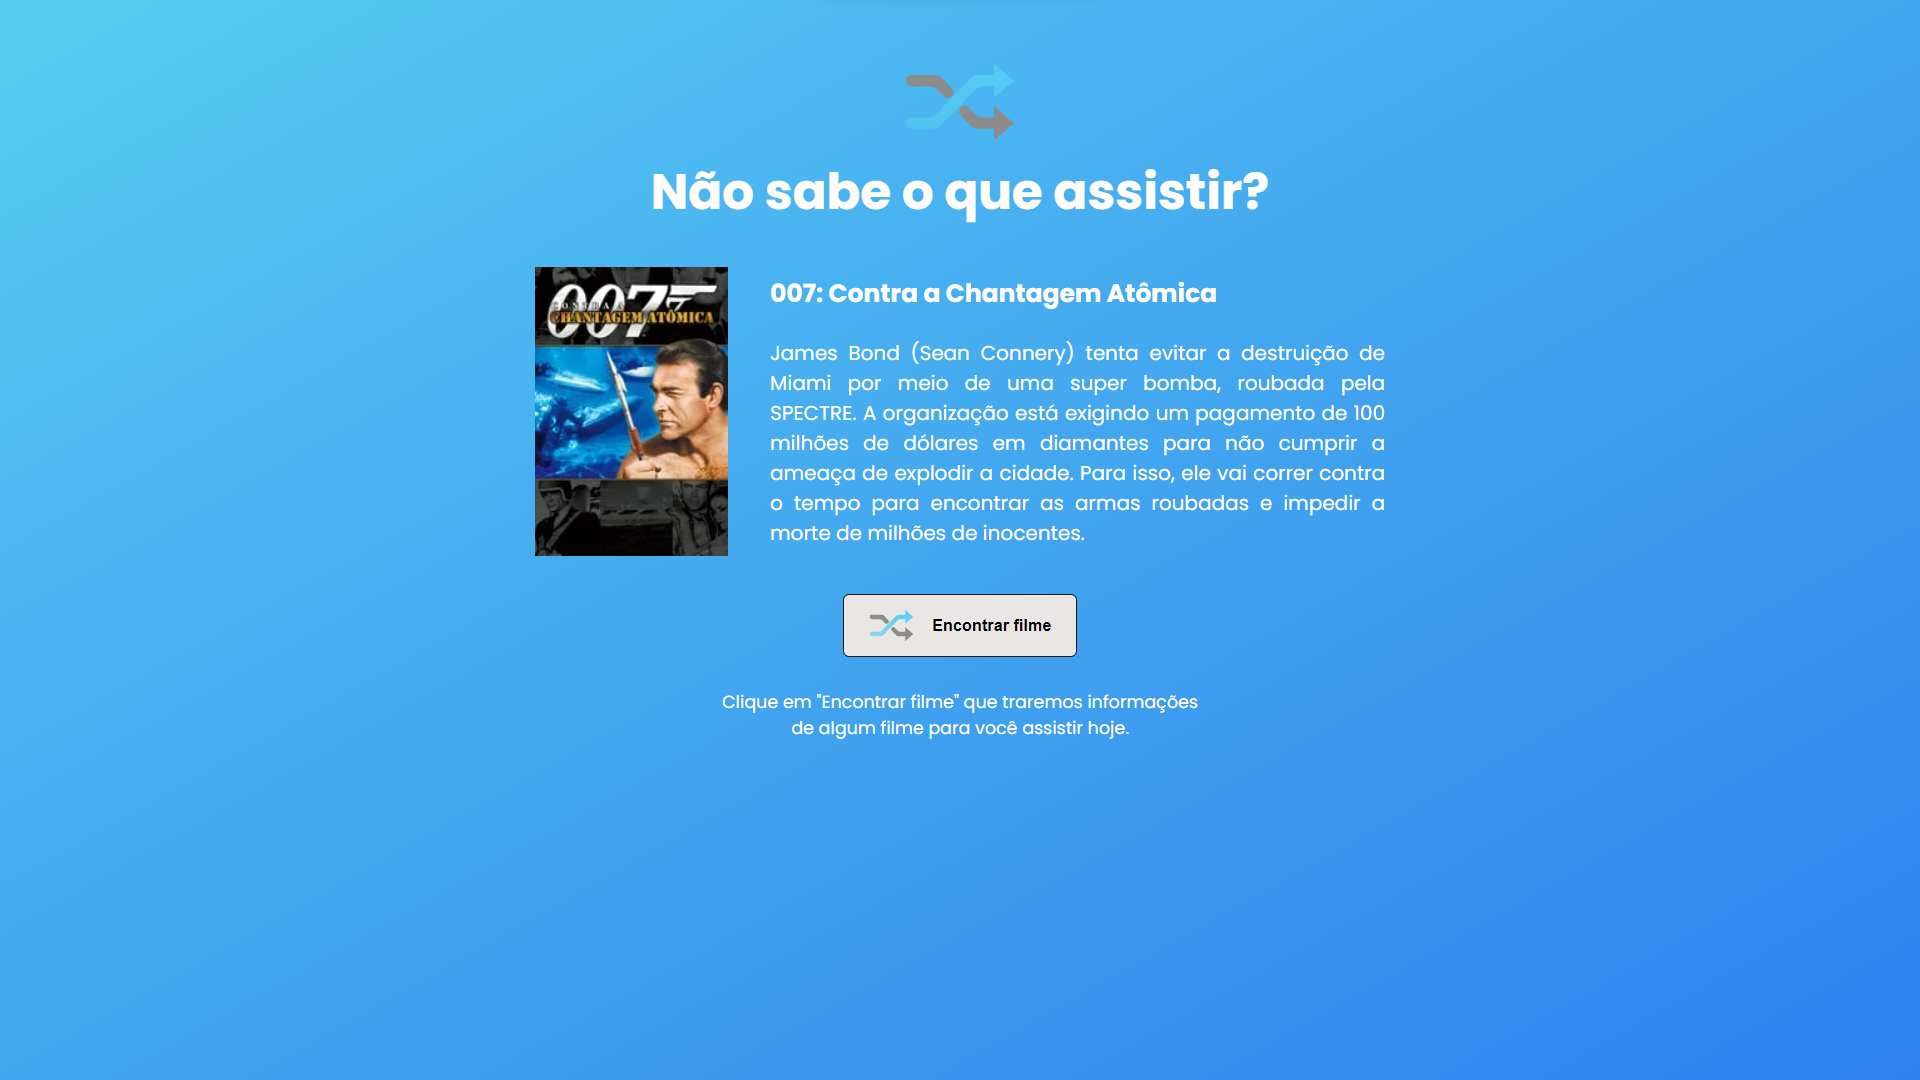 Não sabe o que assistir?
007
CONTRA A
CHANTAGEM ATÔMICA
007: Contra a Chantagem Atômica
James Bond (Sean Connery) tenta evitar a destruição de
Miami por meio de uma super bomba, roubada pela
SPECTRE. A organização está exigindo um pagamento de 100
milhões de dólares em diamantes para não cumprir a
ameaça de explodir a cidade. Para isso, ele vai correr contra
o tempo para encontrar as armas roubadas e impedir a
morte de milhões de inocentes.
Encontrar filme
Clique em "Encontrar filme" que traremos informações
de algum filme para você assistir hoje.